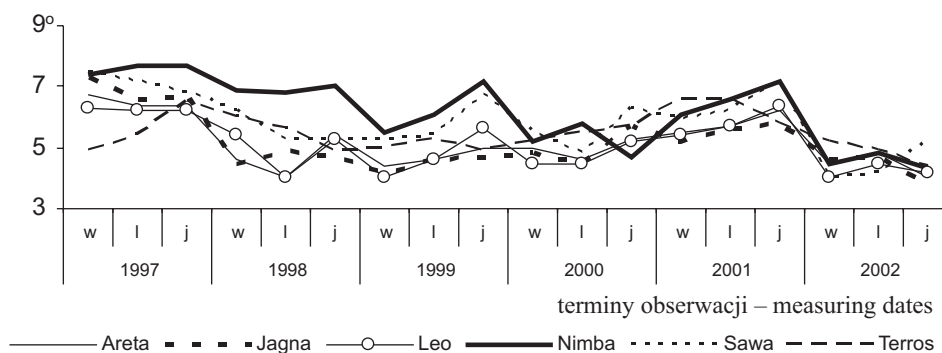 9º
7
5
3
w l j w l j w l j w l j w l j w l j
1997 1998 1999 2000 2001 2002
terminy obserwacji – measuring dates
Areta Jagna Leo Nimba Sawa Terros